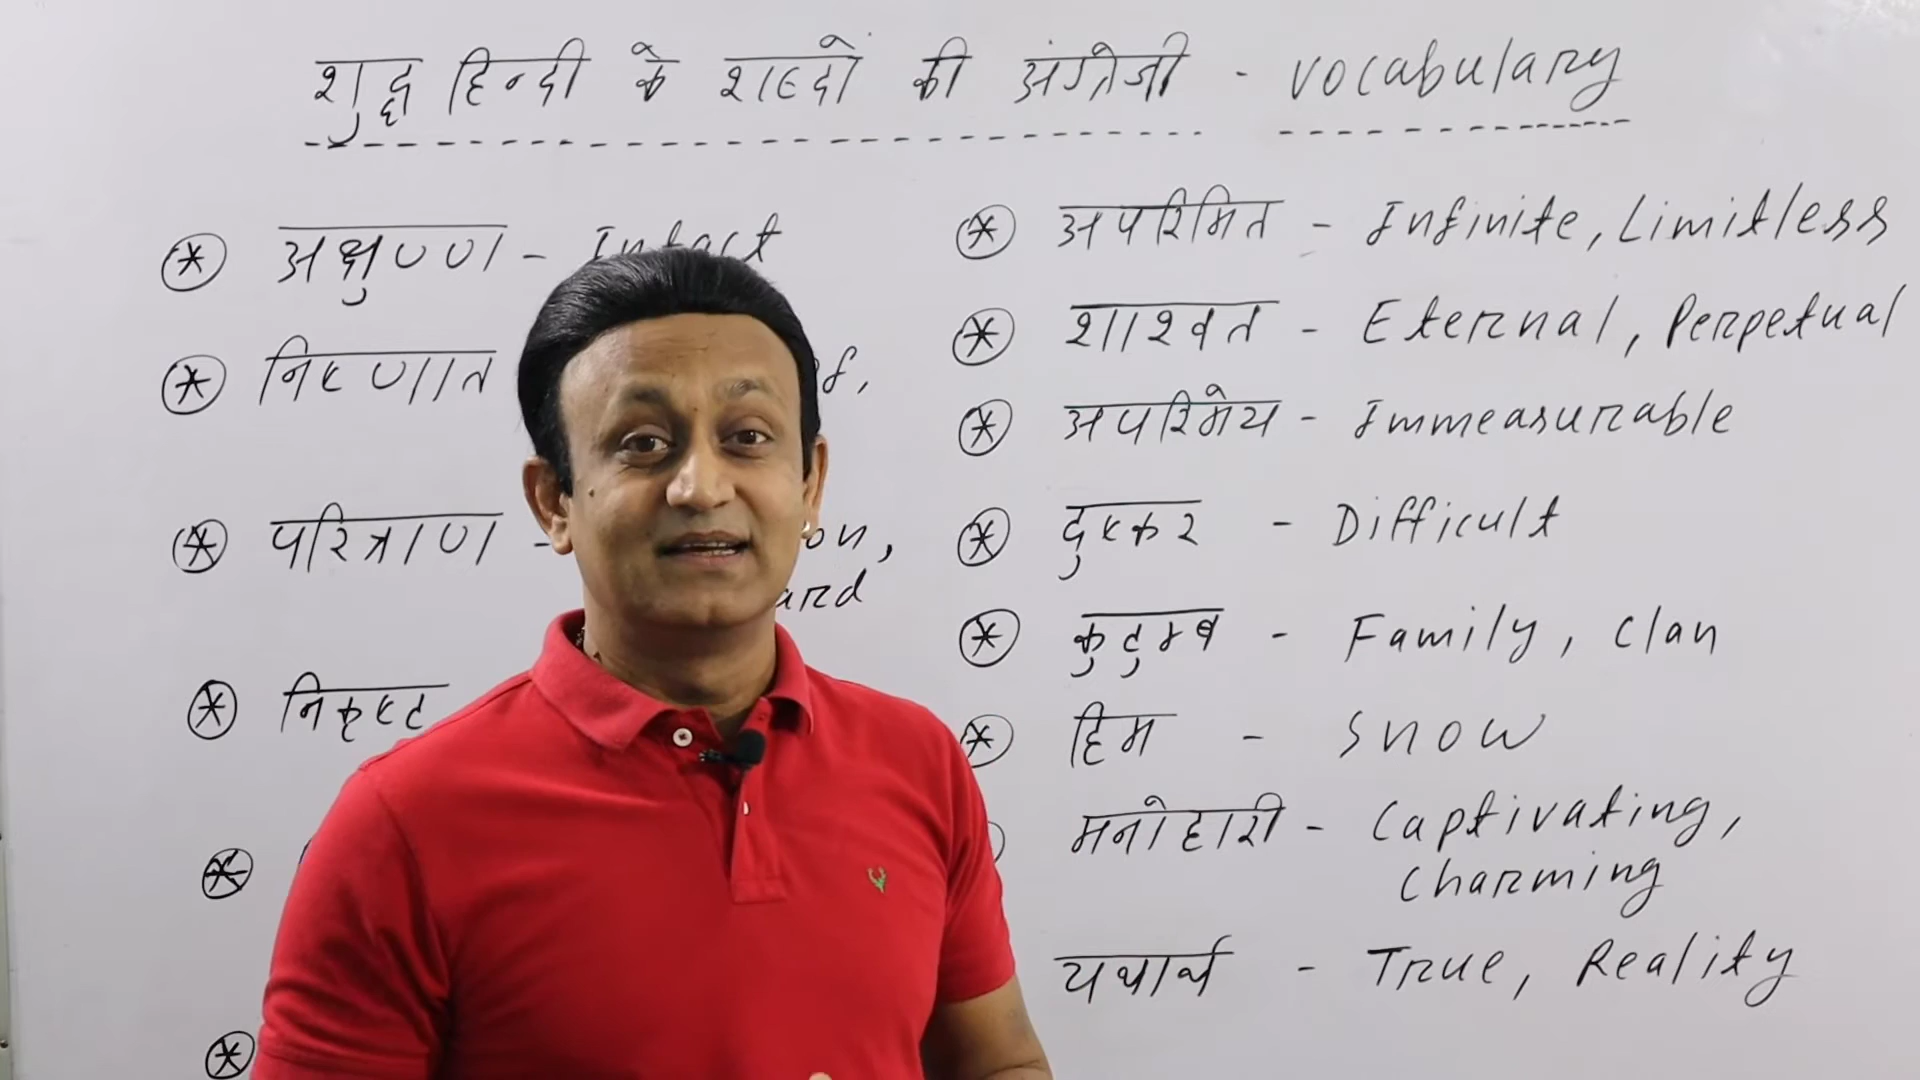 शुद्ध हिन्दी के शब्दों की अंग्रेजी - vocabulary
अक्षुण्ण - Intact
निष्णात
परित्राण -
निकृष्ट
अपरिमित - Infinite, Limitless
शाश्वत - Eternal, Perpetual
अपरिमेय - Immeasurable
दुष्कर - Difficult
कुटुम्ब - Family, Clan
हिम - Snow
मनोहारी - Captivating,
Charming
यथार्थ - True, Reality